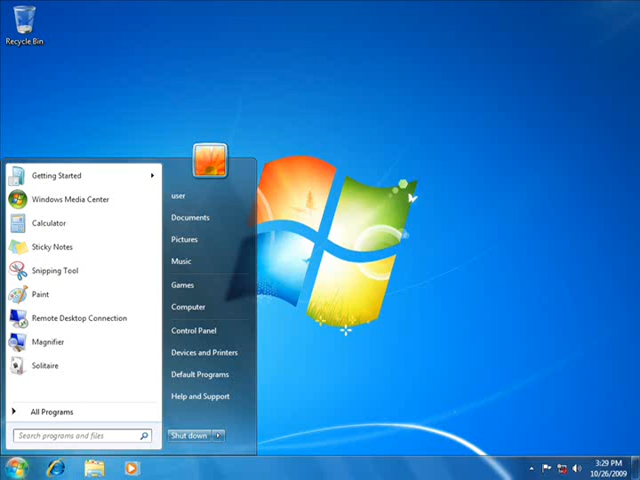 Recycle Bin
Getting Started
Windows Media Center
Calculator
Sticky Notes
Snipping Tool
Paint
Remote Desktop Connection
Magnifier
Solitaire
All Programs
Search programs and files
user
Documents
Pictures
Music
Games
Computer
Control Panel
Devices and Printers
Default Programs
Help and Support
Shut down
3:29 PM
10/26/2009